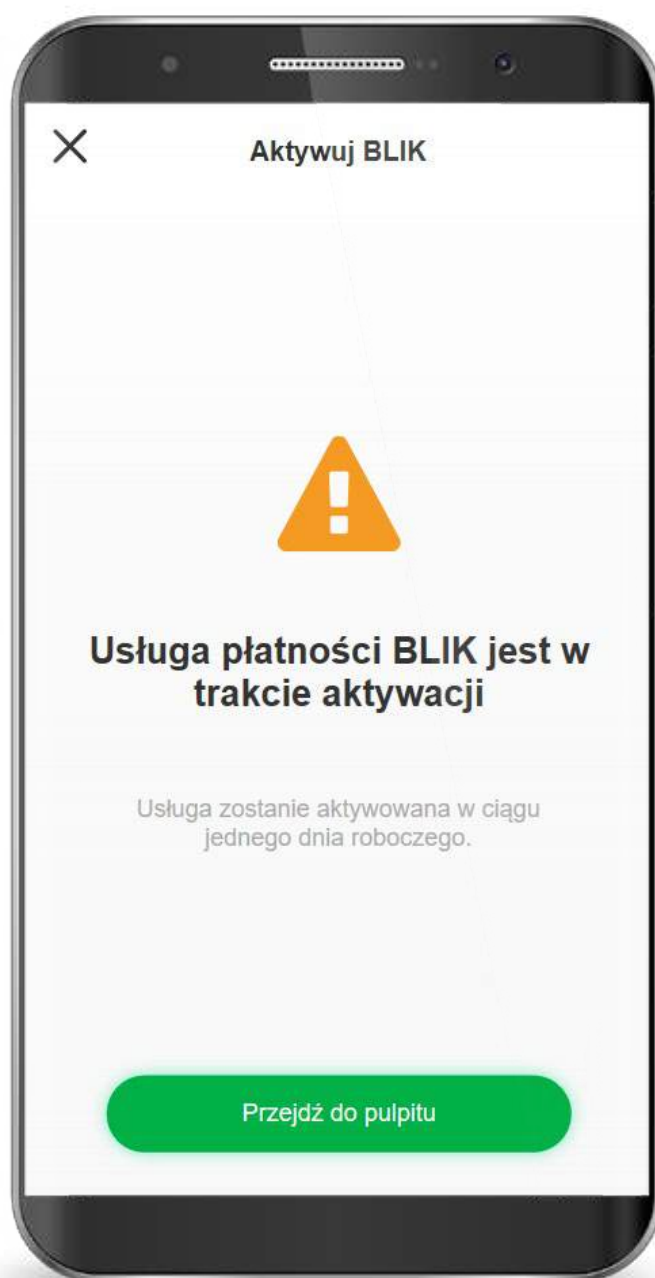 Aktywuj BLIK
Usługa płatności BLIK jest w
trakcie aktywacji
Usługa zostanie aktywowana w ciągu
jednego dnia roboczego.
Przejdź do pulpitu